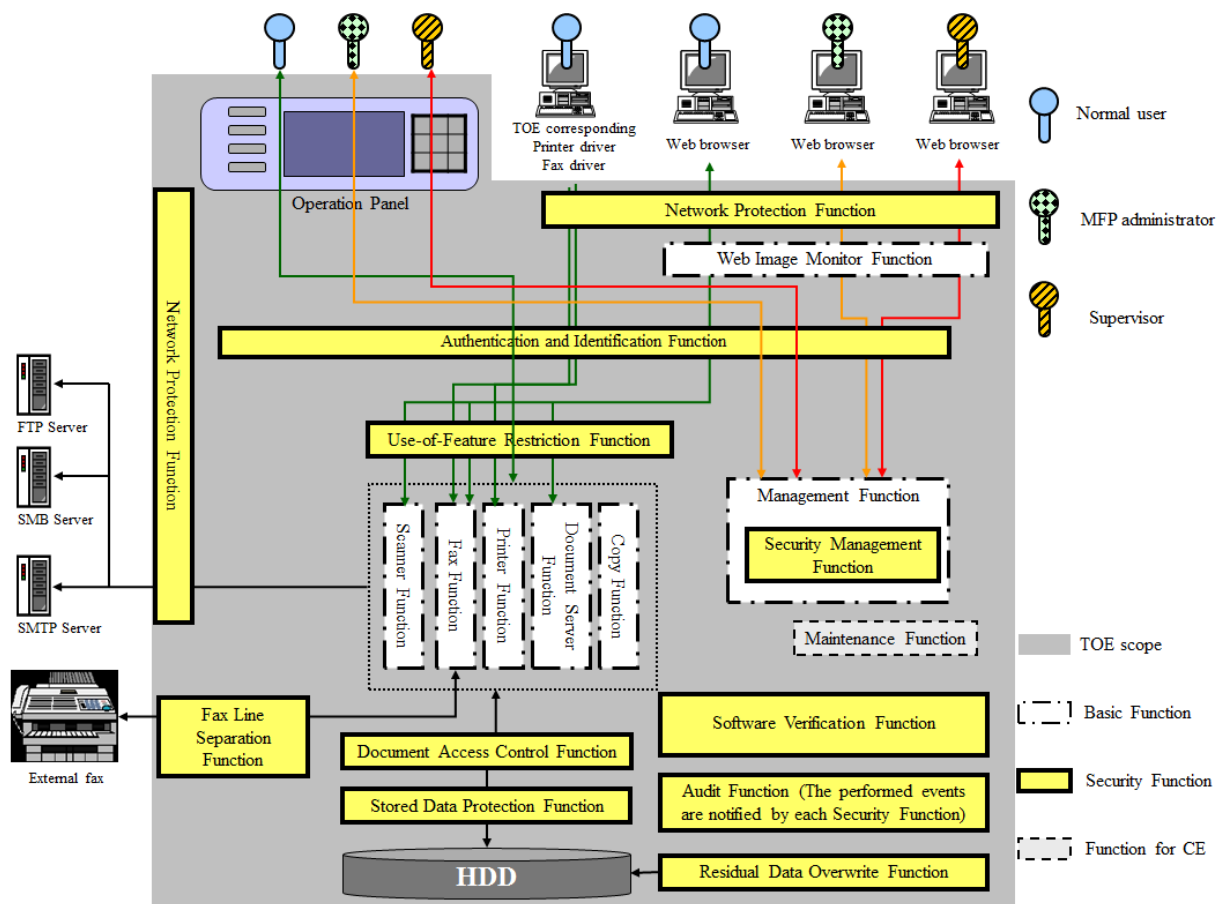 TOE corresponding
Printer driver
Fax driver
Web browser
Web browser
Web browser
Normal user
Operation Panel
Network Protection Function
MFP administrator
Web Image Monitor Function
Supervisor
Network Protection Function
Authentication and Identification Function
FTP Server
Use-of-Feature Restriction Function
SMB Server
Management Function
Security Management
Function
Scanner Function
Fax Function
Printer Function
Document Server
Function
Copy Function
SMTP Server
Maintenance Function
TOE scope
Fax Line
Separation
Function
External fax
Software Verification Function
Basic Function
Document Access Control Function
Stored Data Protection Function
Audit Function (The performed events
are notified by each Security Function)
Security Function
HDD
Residual Data Overwrite Function
Function for CE